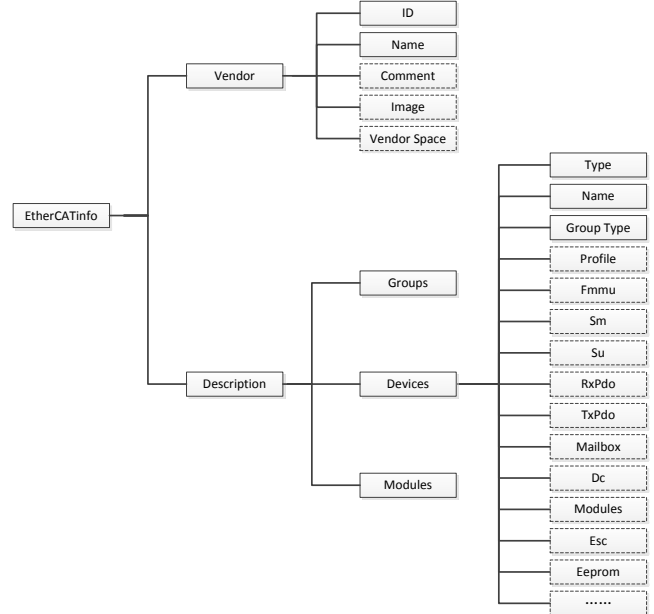 EtherCATinfo
Vendor
ID
Name
Comment
Image
Vendor Space
Description
Groups
Devices
Modules
Type
Name
Group Type
Profile
Fmmu
Sm
Su
RxPdo
TxPdo
Mailbox
Dc
Modules
Esc
Eeprom
......